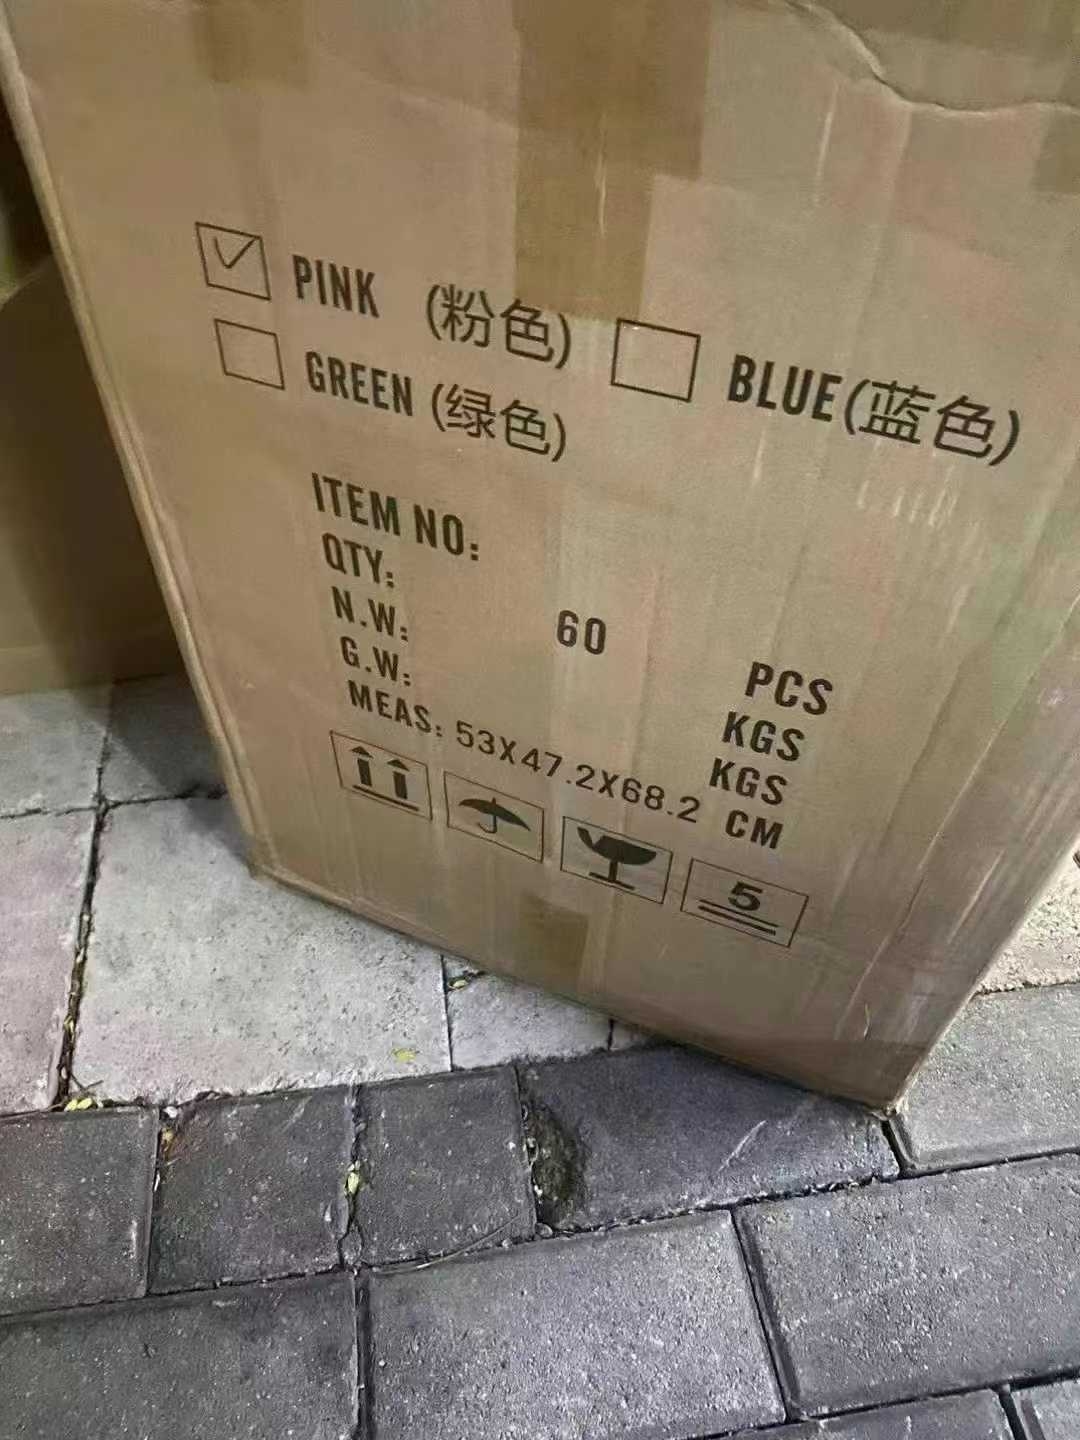 PINK (粉色)
BLUE(蓝色)
GREEN (绿色)
ITEM NO:
QTY: 60 PCS
N.W: KGS
G.W: KGS
MEAS: 53X47.2X68.2 CM
5